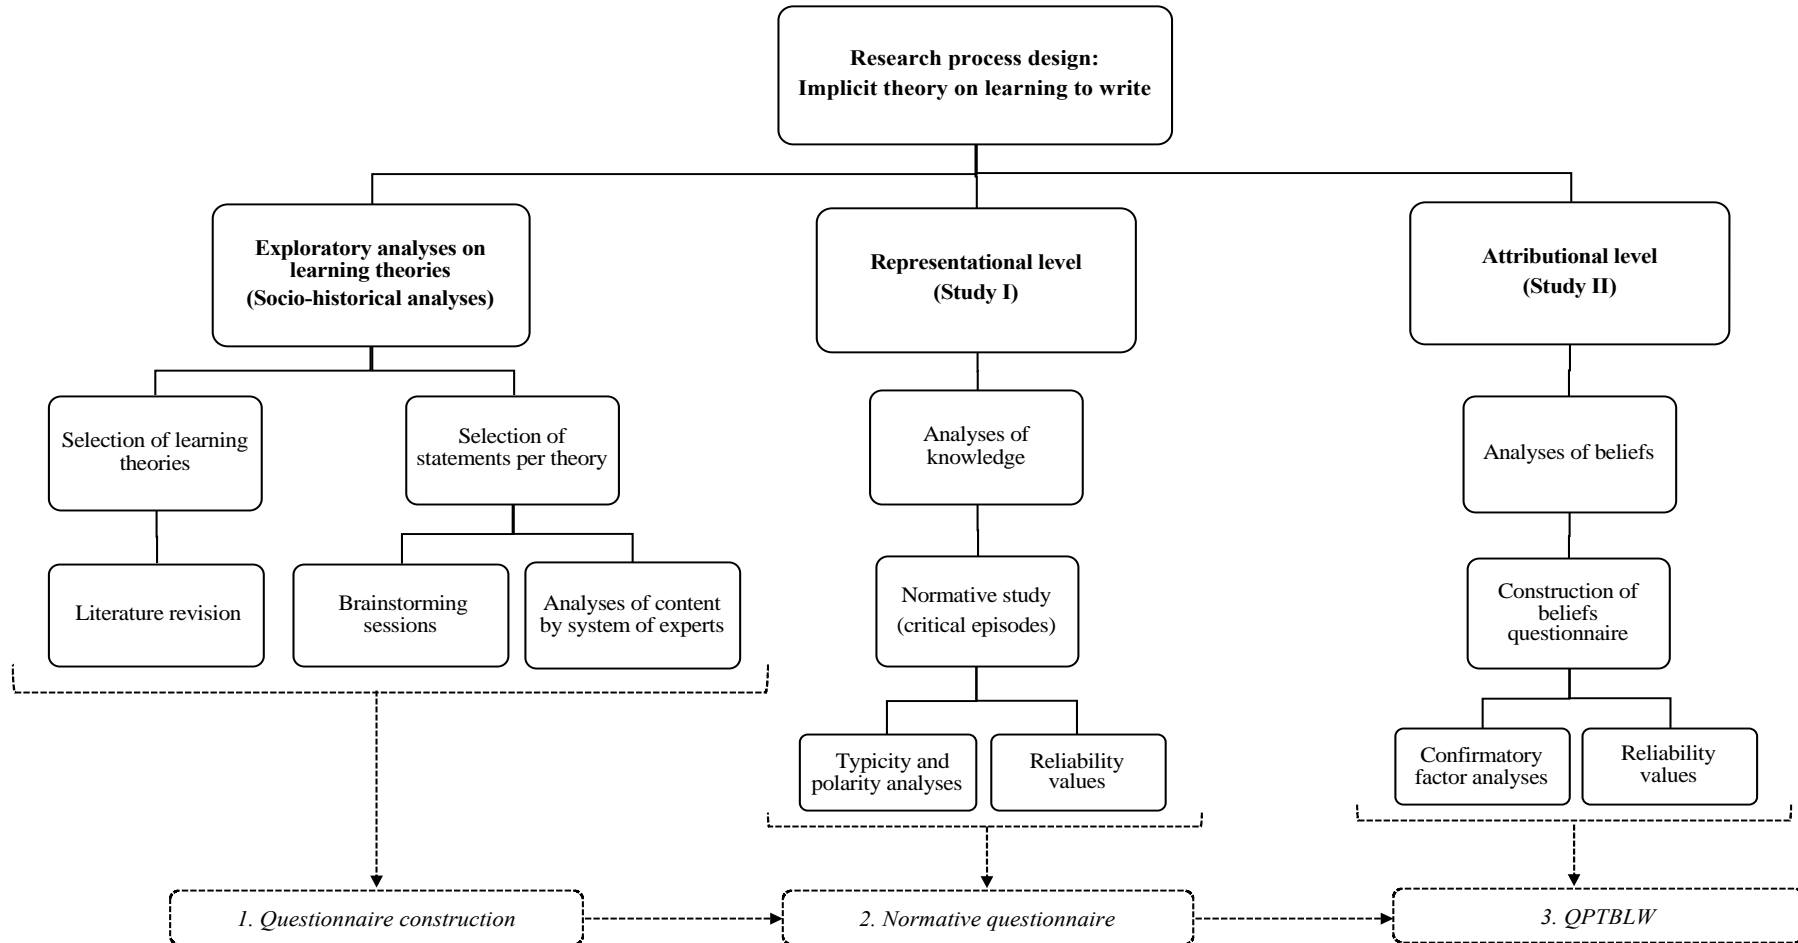 Research process design:
Implicit theory on learning to write
Exploratory analyses on
learning theories
(Socio-historical analyses)
Representational level
(Study I)
Attributional level
(Study II)
Selection of learning
theories
Selection of
statements per theory
Analyses of
knowledge
Analyses of beliefs
Literature revision
Brainstorming
sessions
Analyses of content
by system of experts
Normative study
(critical episodes)
Construction of
beliefs
questionnaire
Typicity and
polarity analyses
Reliability
values
Confirmatory
factor analyses
Reliability
values
1. Questionnaire construction
2. Normative questionnaire
3. QPTBLW